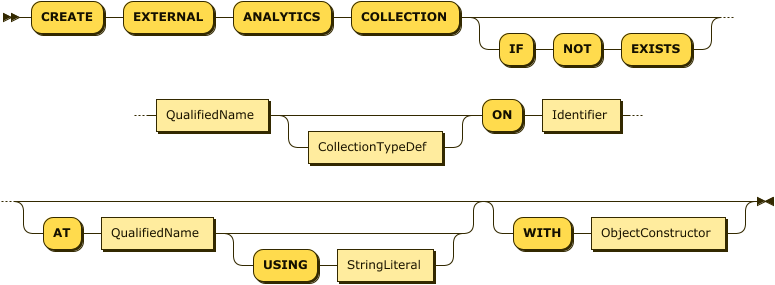 CREATE EXTERNAL ANALYTICS COLLECTION
IF NOT EXISTS
QualifiedName ON Identifier
CollectionTypeDef
AT QualifiedName WITH ObjectConstructor
USING StringLiteral